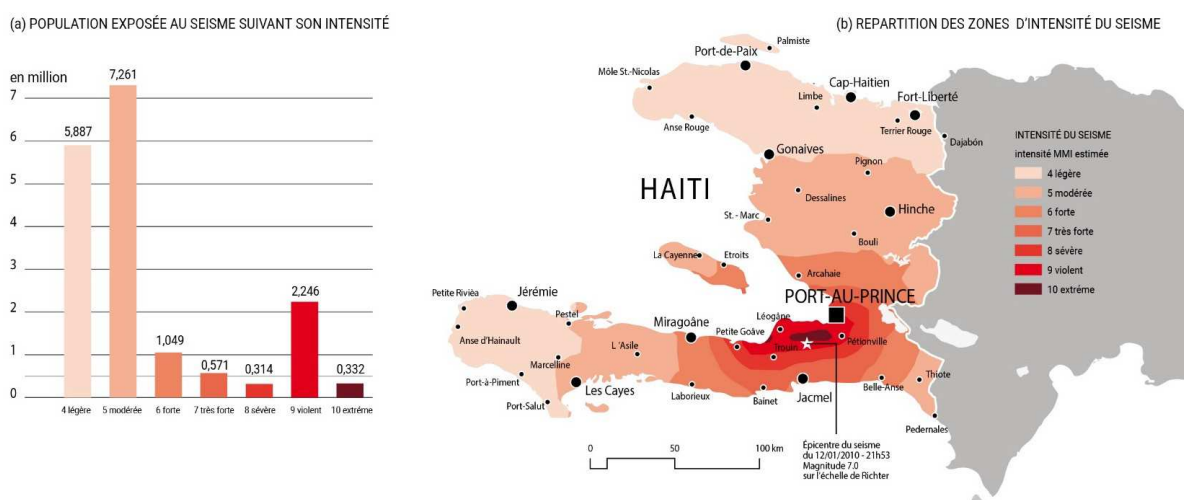 (a) POPULATION EXPOSÉE AU SEISME SUIVANT SON INTENSITÉ
en million
7
6
5
4
3
2
1
0
5,887
7,261
1,049
0,571
0,314
2,246
0,332
4 légère
5 modérée
6 forte
7 très forte
8 sévère
9 violent
10 extréme
(b) REPARTITION DES ZONES D'INTENSITÉ DU SEISME
Palmiste
Port-de-Paix
Môle St.-Nicolas
Cap-Haitien
Limbe
Fort-Liberté
Anse Rouge
Terrier Rouge
Dajabón
Gonaives
Pignon
HAITI
Dessalines
Hinche
St. - Marc
Bouli
La Cayenne
Etroits
Arcahaie
PORT-AU-PRINCE
Petite Rivièa
Jérémie
Pestel
Miragoâne
Léogâne
Petite Goâve
Pétionville
Anse d'Hainault
L 'Asile
Trouin
Marcelline
Port-à-Piment
Les Cayes
Laborieux
Bainet
Jacmel
Belle-Anse
Thiote
Port-Salut
Pedernales
INTENSITÉ DU SEISME
intensité MMI estimée
4 légère
5 modérée
6 forte
7 très forte
8 sévère
9 violent
10 extréme
0
50
100 km
Épicentre du seisme
du 12/01/2010 - 21h53
Magnitude 7.0
sur l'échelle de Richter